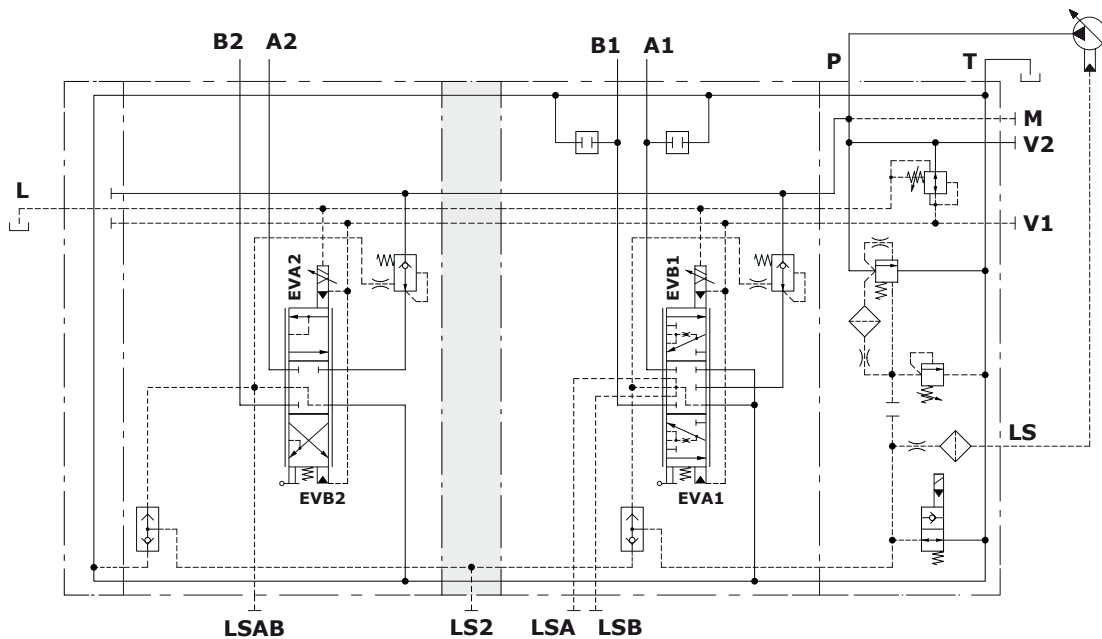 B2 A2 B1 A1 P T
M
V2
L
V1
EVA2
EVB1
LS
EVB2
EVA1
LSAB LS2 LSA LSB